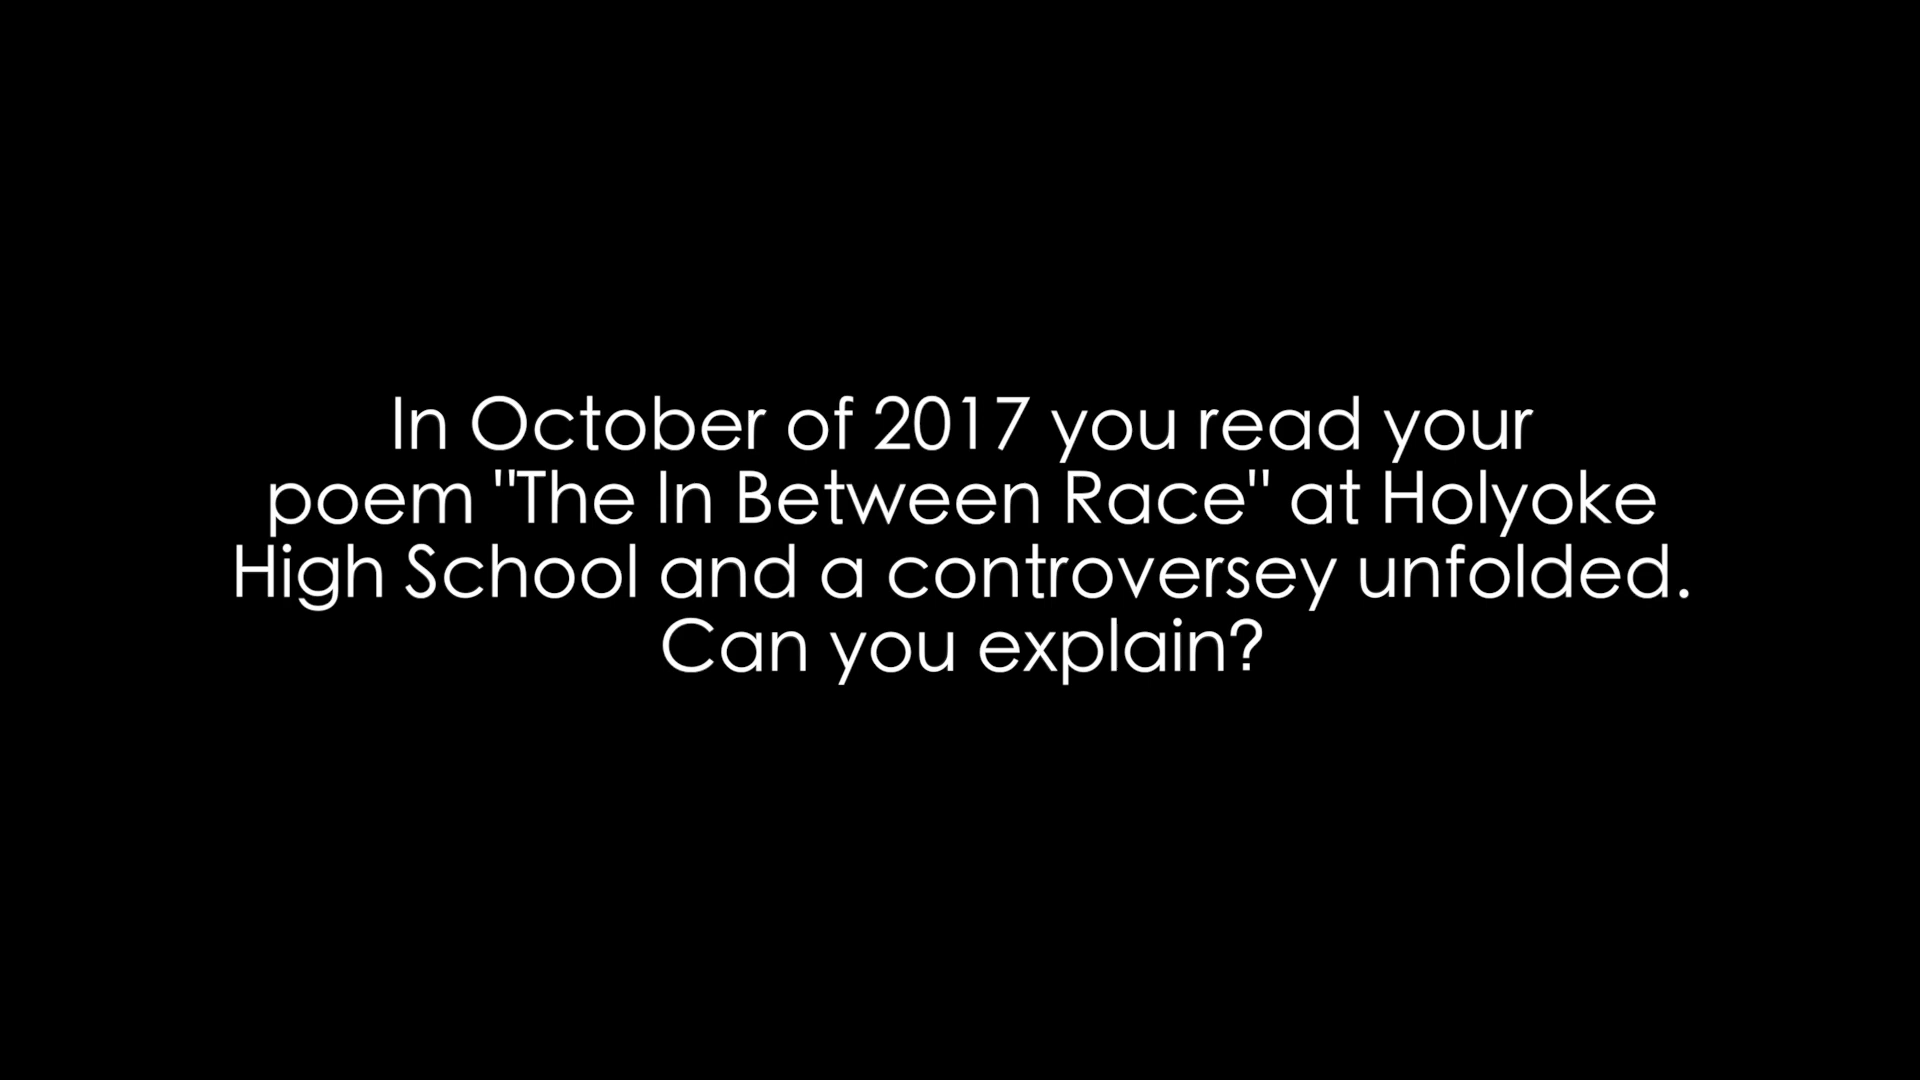 In October of 2017 you read your
poem "The In Between Race" at Holyoke
High School and a controversey unfolded.
Can you explain?